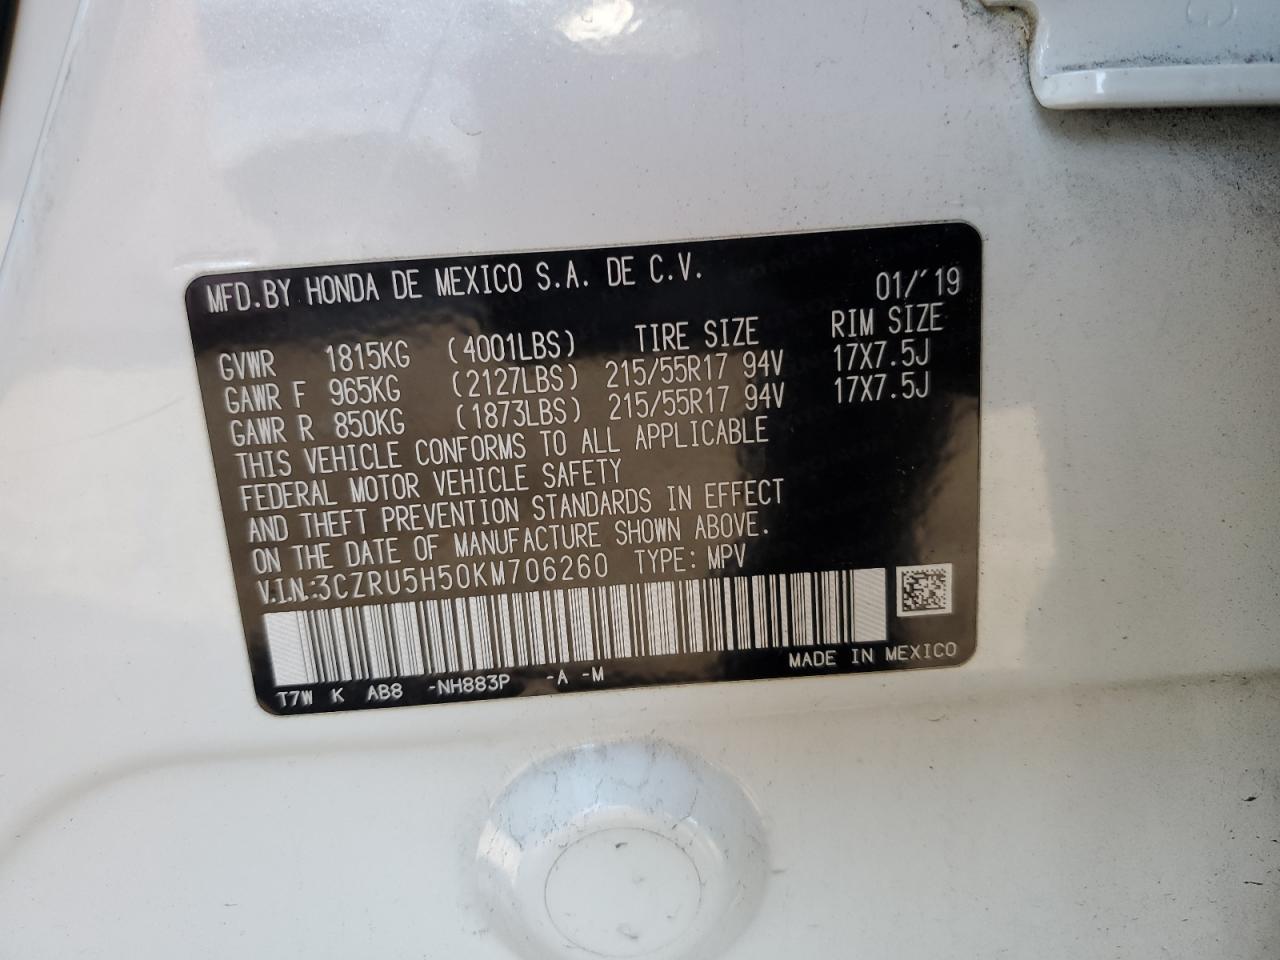 MFD.BY HONDA DE MEXICO S.A. DE C.V. 01/'19
TIRE SIZE RIM SIZE
GVWR 1815KG (4001LBS)
GAWR F 965KG (2127LBS) 215/55R17 94V 17X7.5J
GAWR R 850KG (1873LBS) 215/55R17 94V 17X7.5J
THIS VEHICLE CONFORMS TO ALL APPLICABLE
FEDERAL MOTOR VEHICLE SAFETY
AND THEFT PREVENTION STANDARDS IN EFFECT
ON THE DATE OF MANUFACTURE SHOWN ABOVE.
V.I.N.:3CZRU5H50KM706260 TYPE: MPV
MADE IN MEXICO
T7W K AB8 -NH883P -A -M